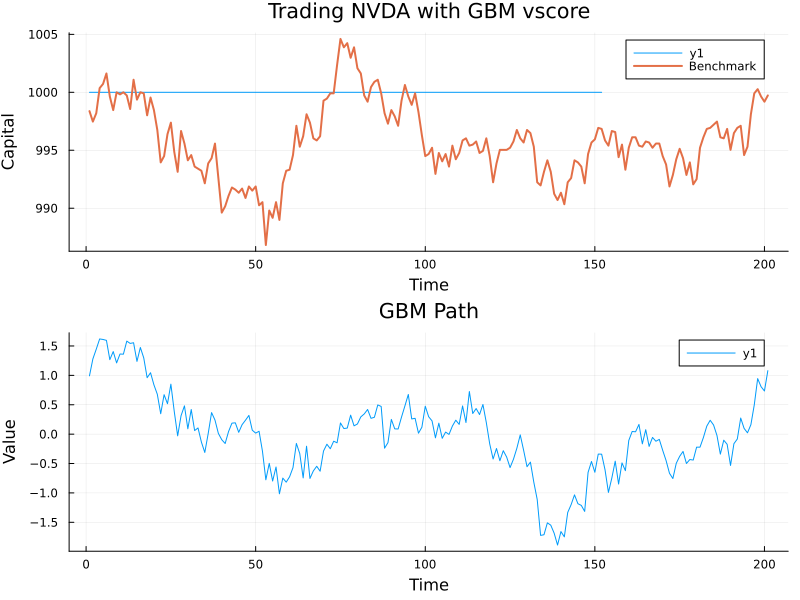 Trading NVDA with GBM vscore
1005
1000
995
990
Capital
y1
Benchmark
0
50
100
150
200
Time
GBM Path
1.5
1.0
0.5
0.0
−0.5
−1.0
−1.5
Value
y1
0
50
100
150
200
Time